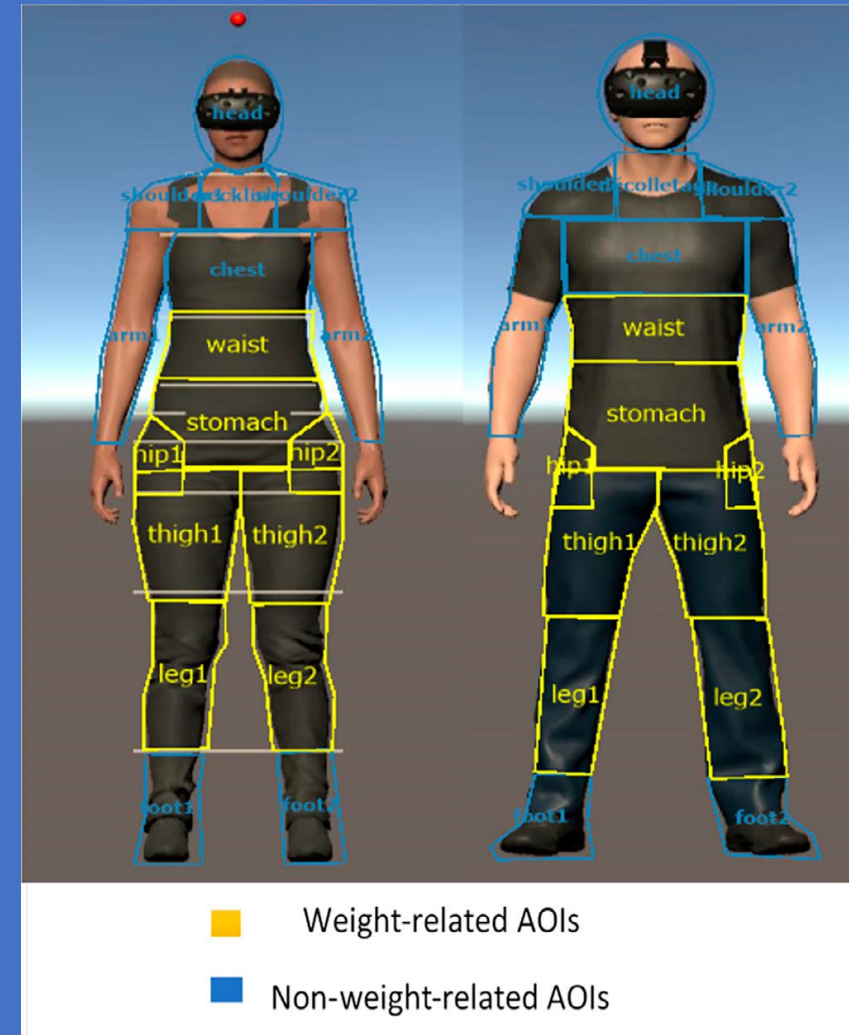 head
head
shoulder2
shoulder2
chest
chest
arm1
arm2
arm1
arm2
waist
waist
stomach
stomach
hip1
hip2
hip1
hip2
thigh1
thigh2
thigh1
thigh2
leg1
leg2
leg1
leg2
foot1
foot2
foot1
foot2
Weight-related AOIs
Non-weight-related AOIs